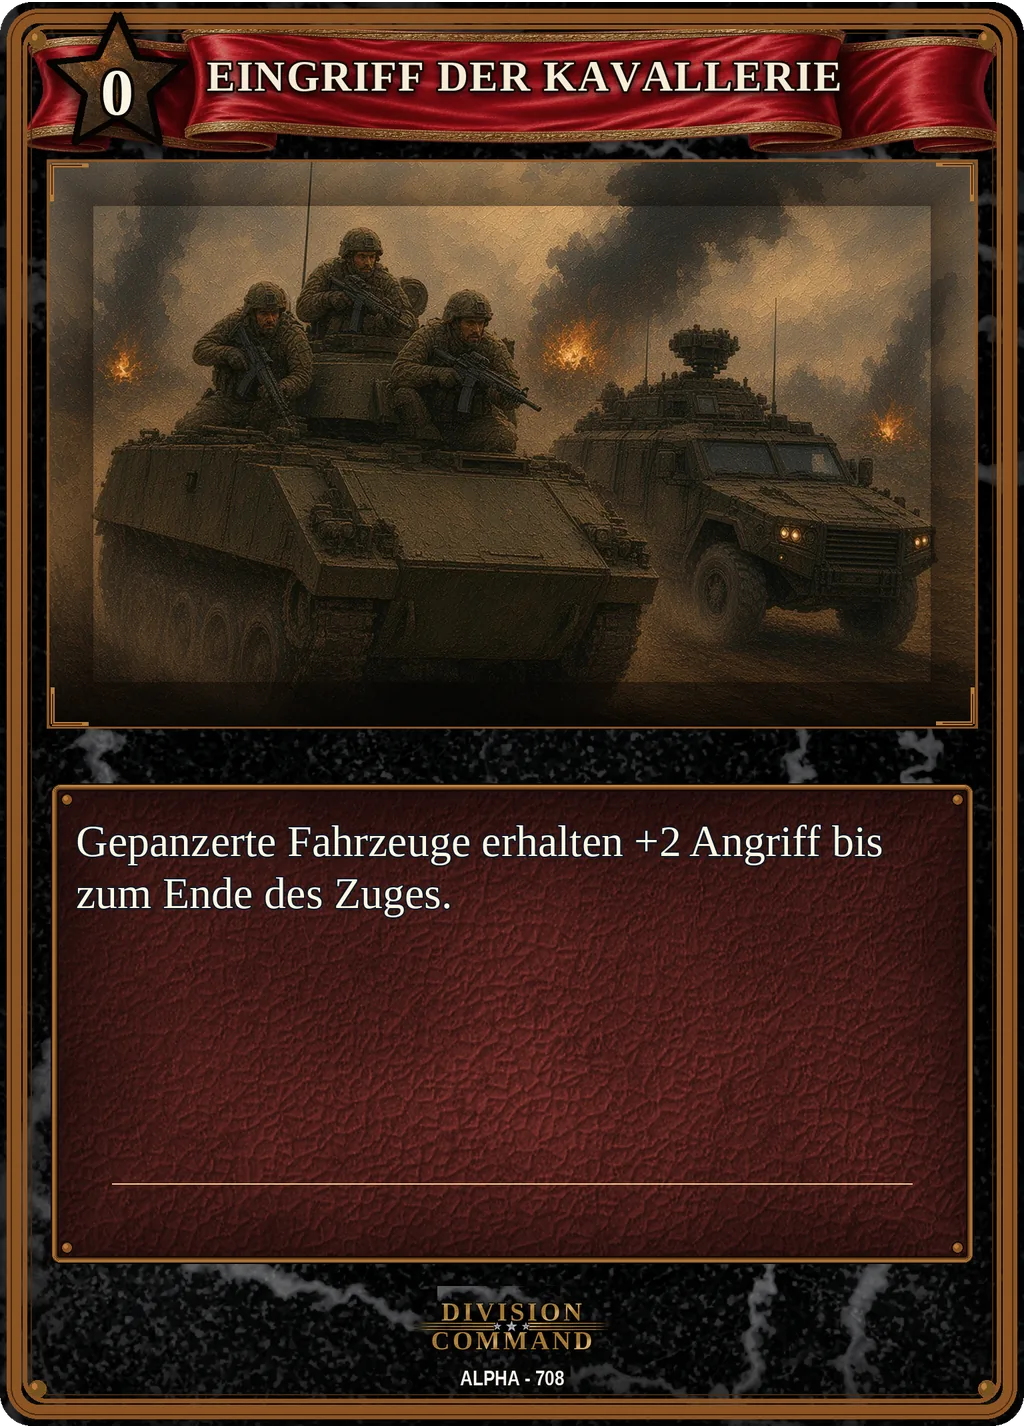 0
EINGRIFF DER KAVALLERIE
Gepanzerte Fahrzeuge erhalten +2 Angriff bis
zum Ende des Zuges.
DIVISION
COMMAND
ALPHA - 708